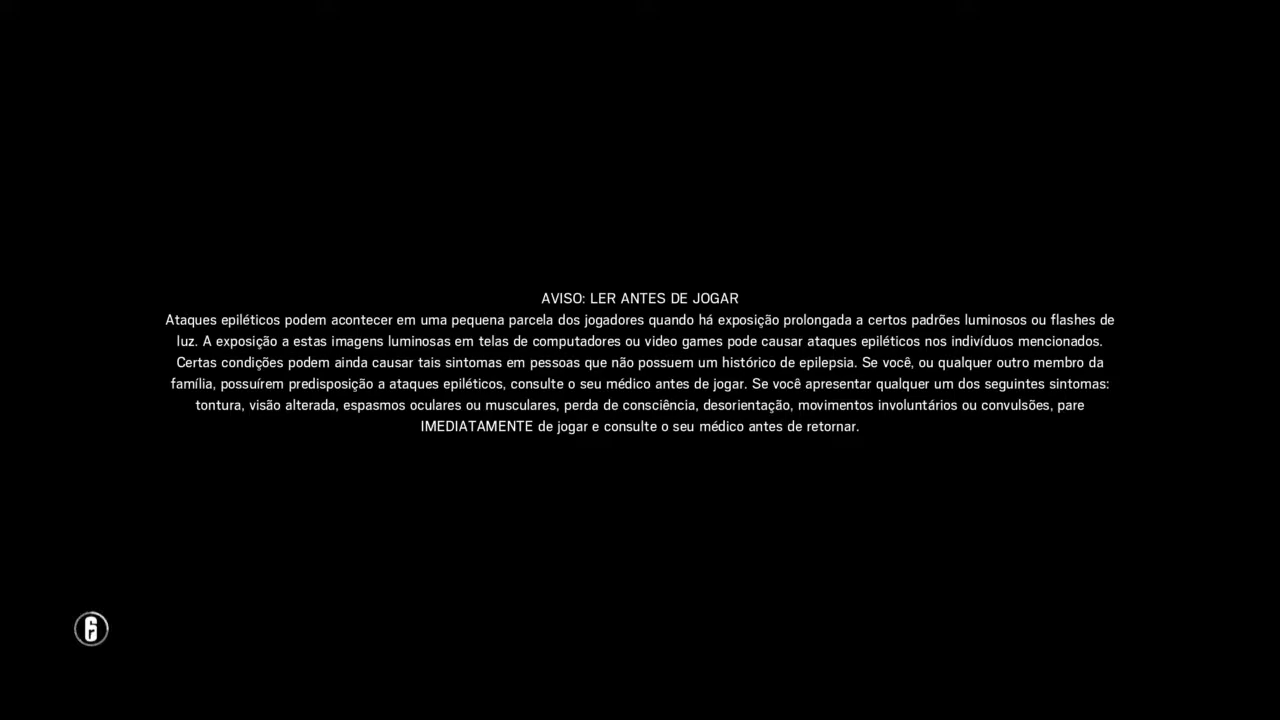 AVISO: LER ANTES DE JOGAR
Ataques epiléticos podem acontecer em uma pequena parcela dos jogadores quando há exposição prolongada a certos padrões luminosos ou flashes de
luz. A exposição a estas imagens luminosas em telas de computadores ou video games pode causar ataques epiléticos nos indivíduos mencionados.
Certas condições podem ainda causar tais sintomas em pessoas que não possuem um histórico de epilepsia. Se você, ou qualquer outro membro da
família, possuírem predisposição a ataques epiléticos, consulte o seu médico antes de jogar. Se você apresentar qualquer um dos seguintes sintomas:
tontura, visão alterada, espasmos oculares ou musculares, perda de consciência, desorientação, movimentos involuntários ou convulsões, pare
IMEDIATAMENTE de jogar e consulte o seu médico antes de retornar.
6